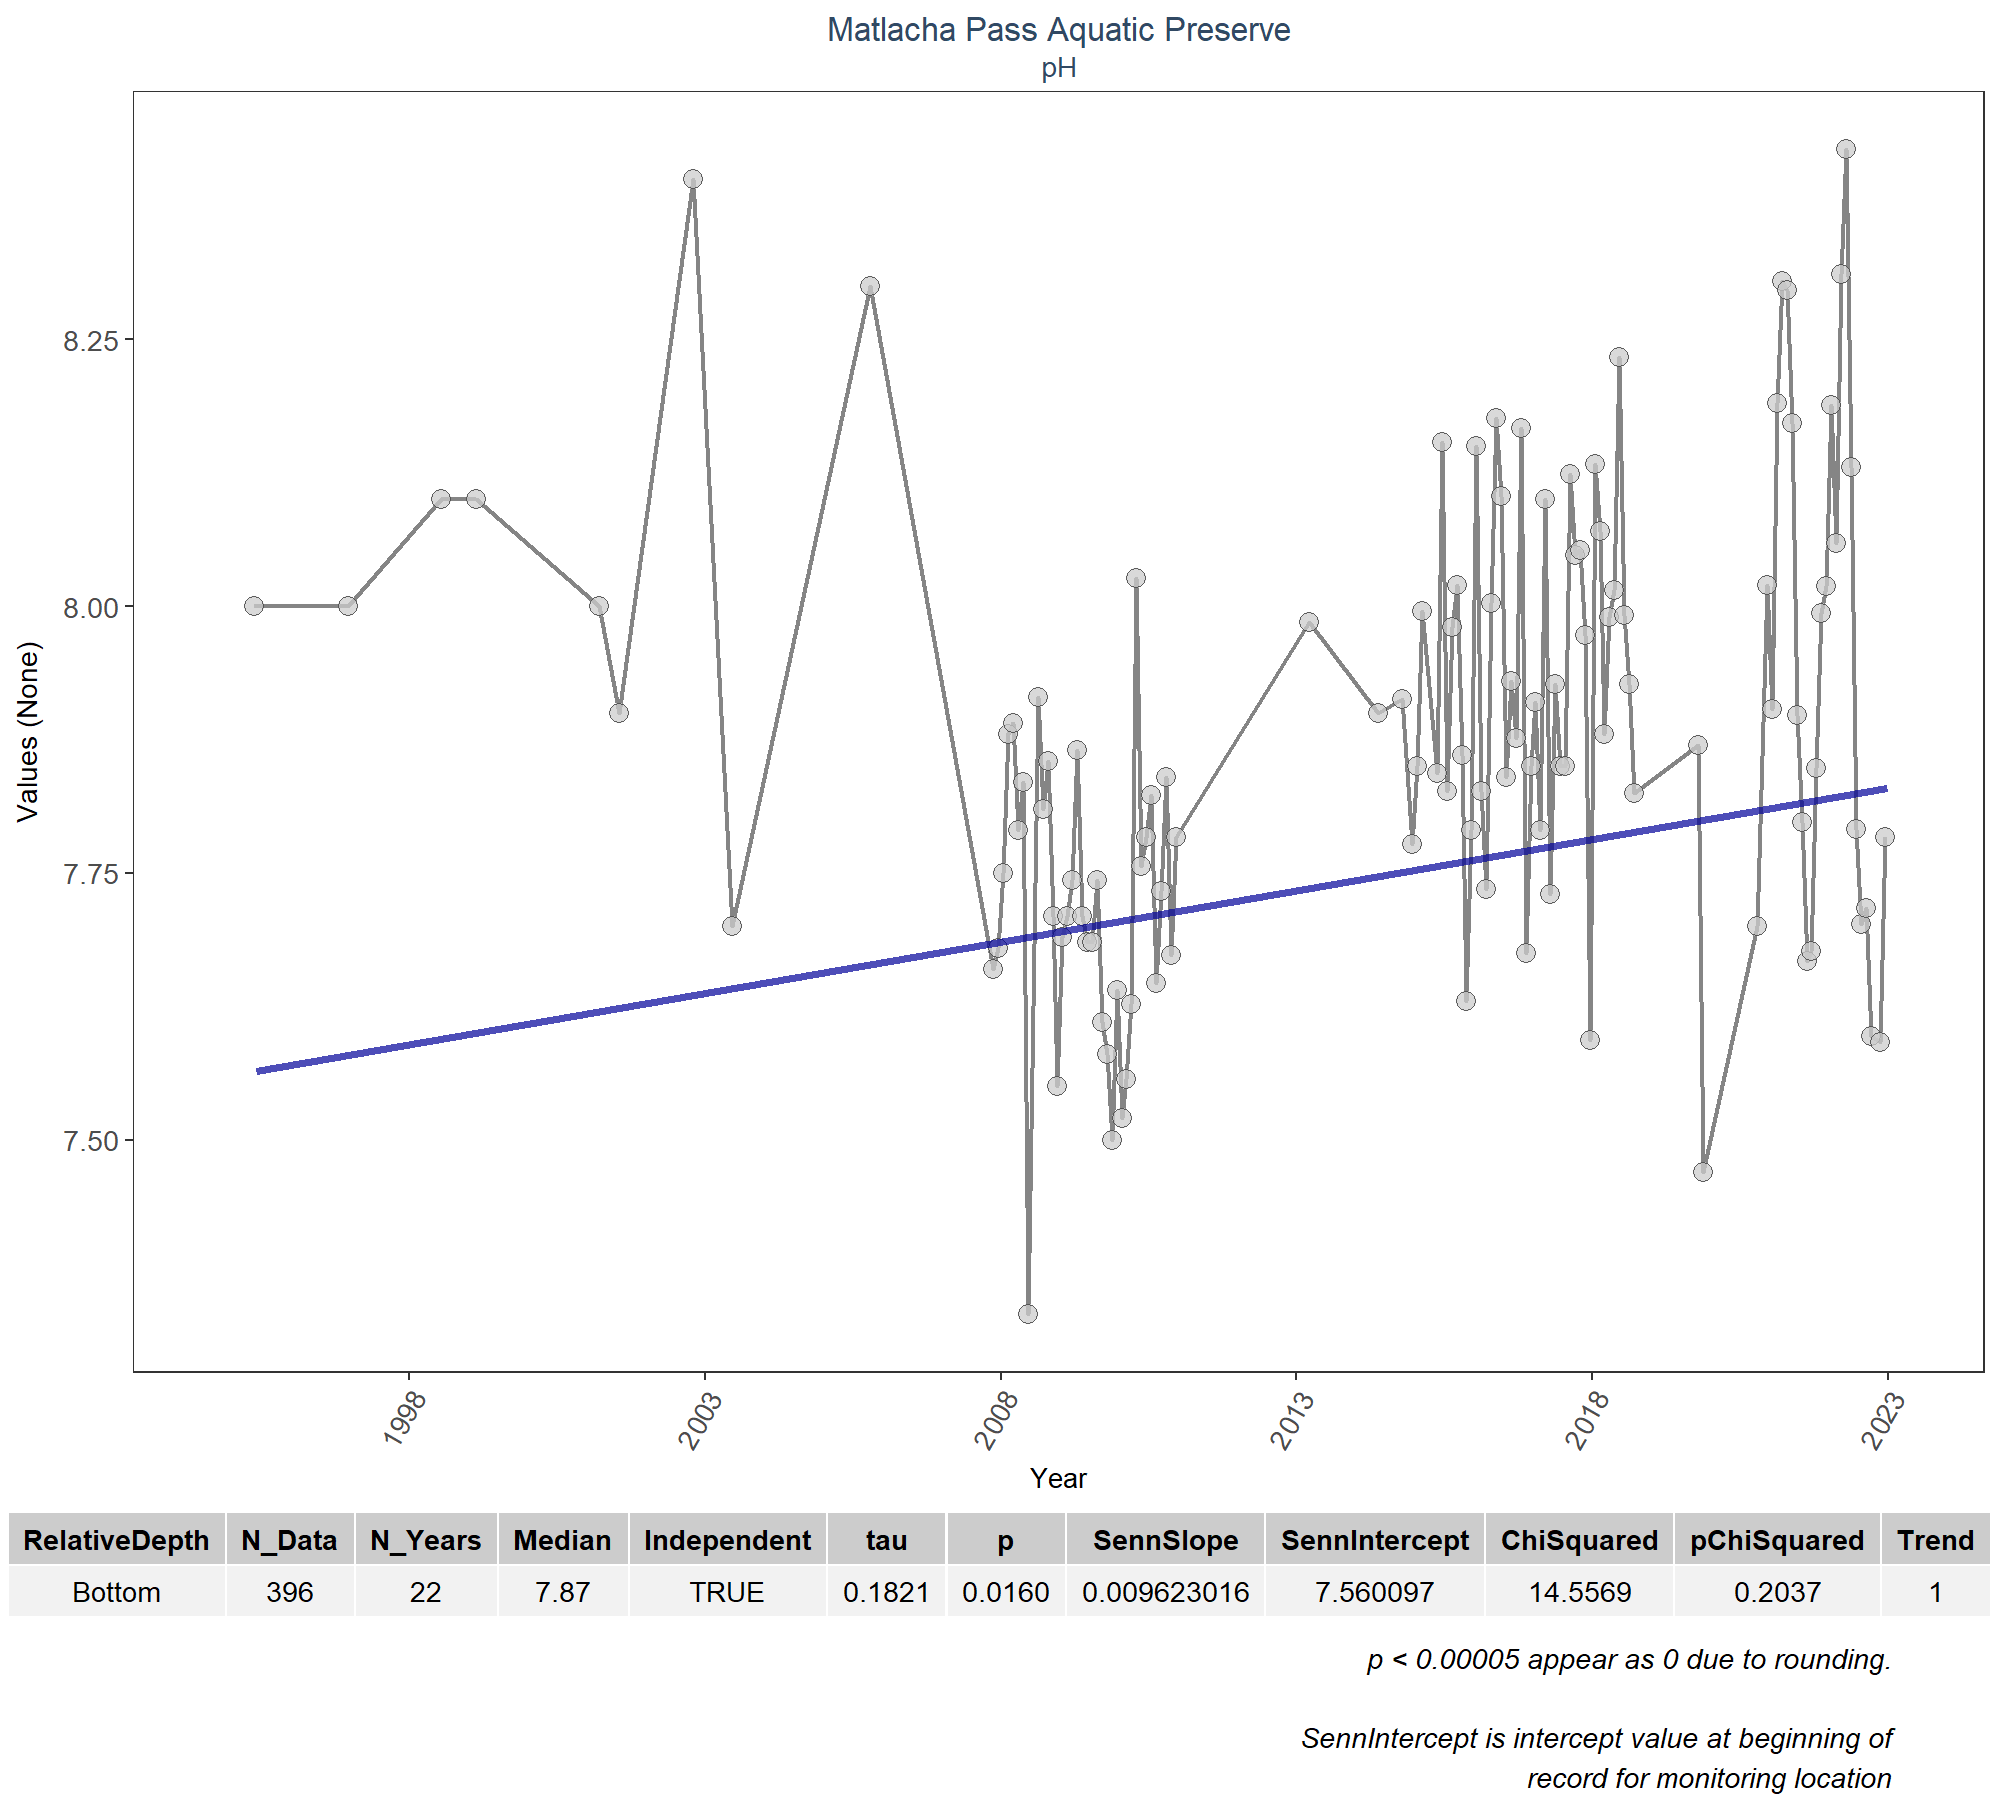 Matlacha Pass Aquatic Preserve
pH
Values (None)
8.25
8.00
7.75
7.50
1998 2003 2008 2013 2018 2023
Year
RelativeDepth N_Data N_Years Median Independent tau p SennSlope SennIntercept ChiSquared pChiSquared Trend
Bottom 396 22 7.87 TRUE 0.1821 0.0160 0.009623016 7.560097 14.5569 0.2037 1
p < 0.00005 appear as 0 due to rounding.
SennIntercept is intercept value at beginning of
record for monitoring location